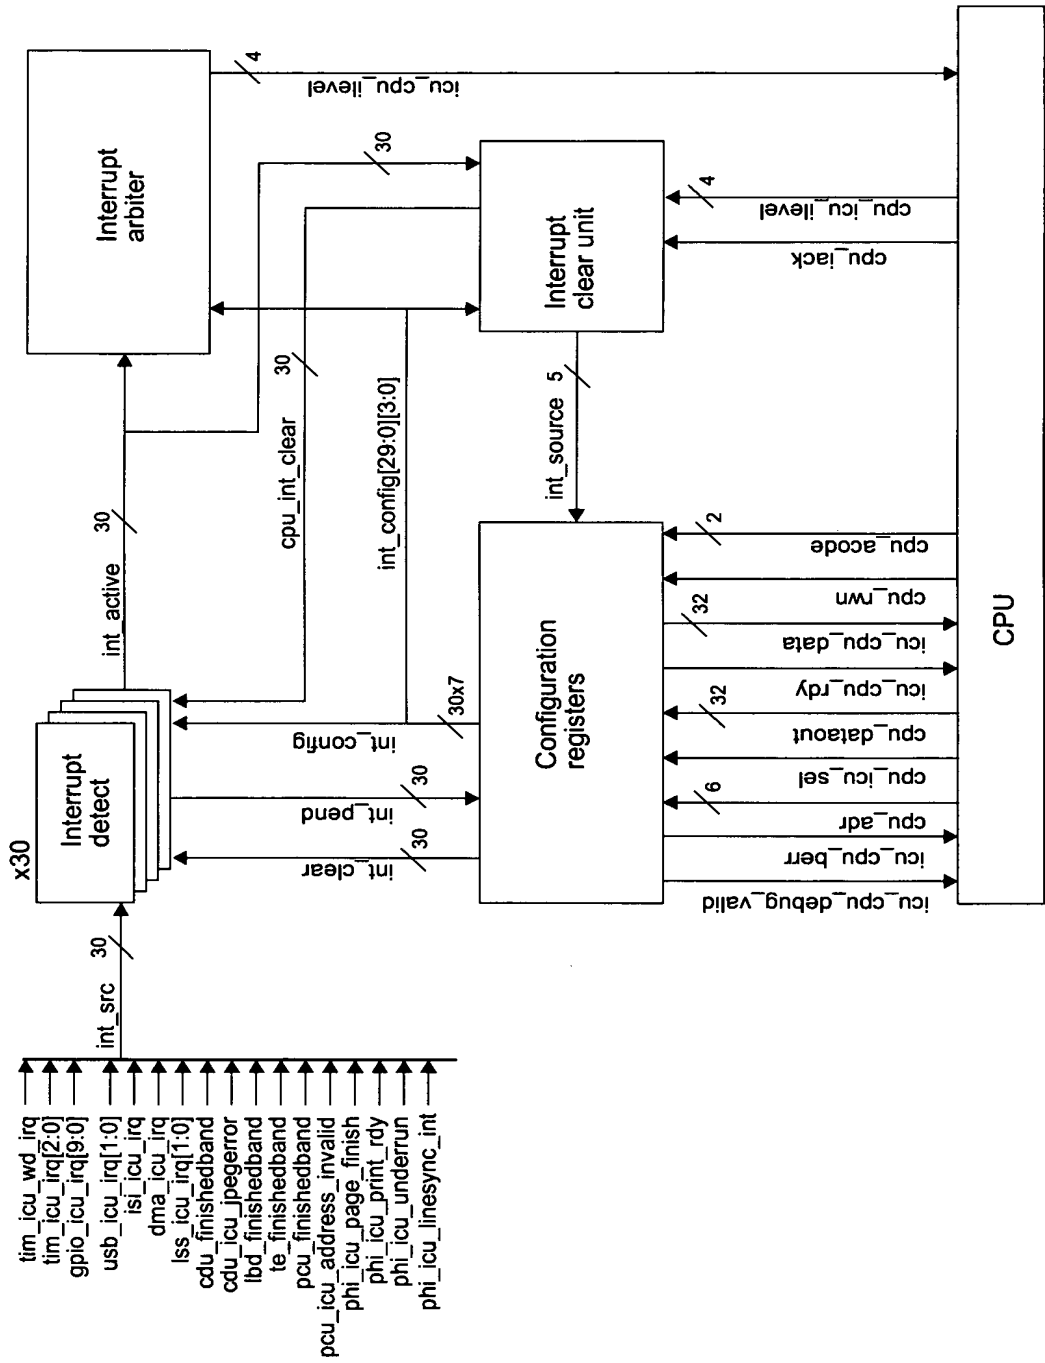 tim_icu_wd_irq
tim_icu_irq[2:0]
gpio_icu_irq[9:0]
usb_icu_irq[1:0]
isi_icu_irq
dma_icu_irq
lss_icu_irq[1:0]
cdu_finishedband
cdu_icu_jpegerror
lbd_finishedband
te_finishedband
pcu_finishedband
pcu_icu_address_invalid
phi_icu_page_finish
phi_icu_print_rdy
phi_icu_underrun
phi_icu_linesync_int
int_src
30
x30
Interrupt
detect
int_active
30
Interrupt
arbiter
4
icu_cpu_ilevel
30
cpu_int_clear
30
int_config[29:0][3:0]
int_clear
30
int_pend
30
int_config
30x7
Configuration
registers
int_source
5
Interrupt
clear unit
cpu_iack
cpu_icu_ilevel
4
icu_cpu_debug_valid
icu_cpu_berr
cpu_adr
6
cpu_icu_sel
cpu_dataout
32
icu_cpu_rdy
icu_cpu_data
32
cpu_rwn
cpu_acode
2
CPU